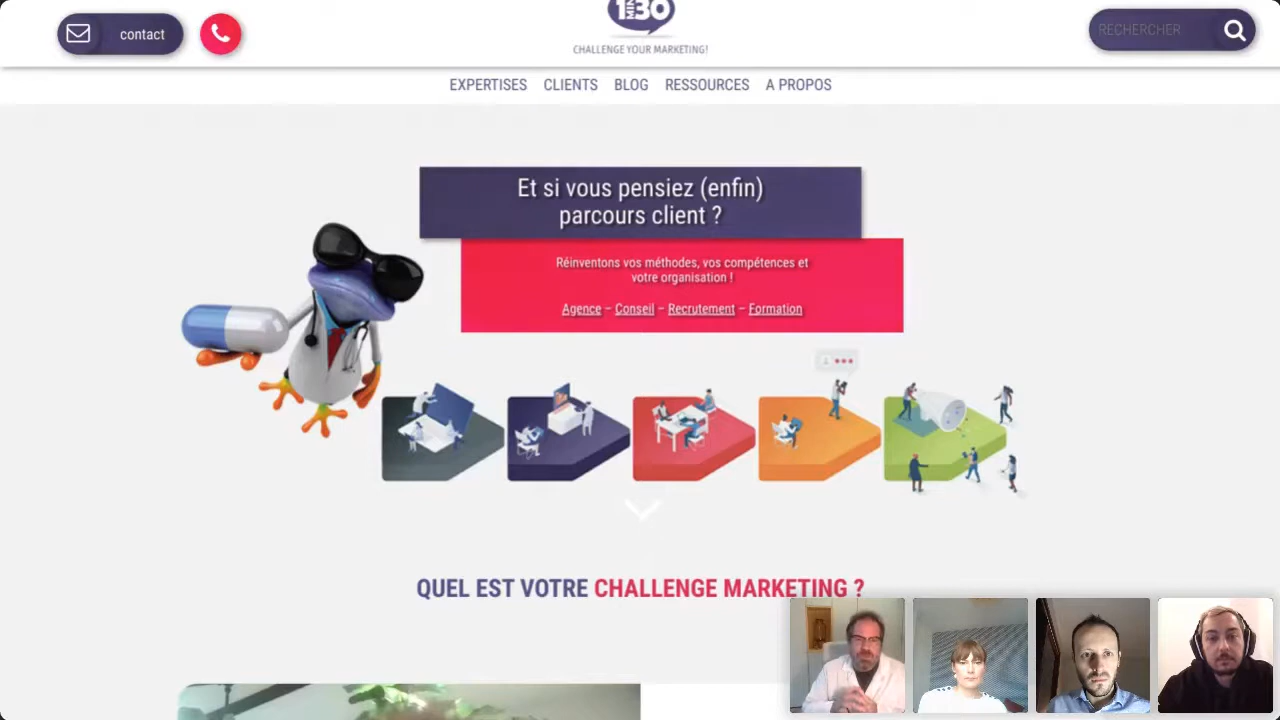 1MIN30
contact
CHALLENGE YOUR MARKETING!
RECHERCHER
EXPERTISES CLIENTS BLOG RESSOURCES A PROPOS
Et si vous pensiez (enfin)
parcours client ?
Réinventons vos méthodes, vos compétences et
votre organisation !
Agence – Conseil – Recrutement – Formation
QUEL EST VOTRE CHALLENGE MARKETING ?